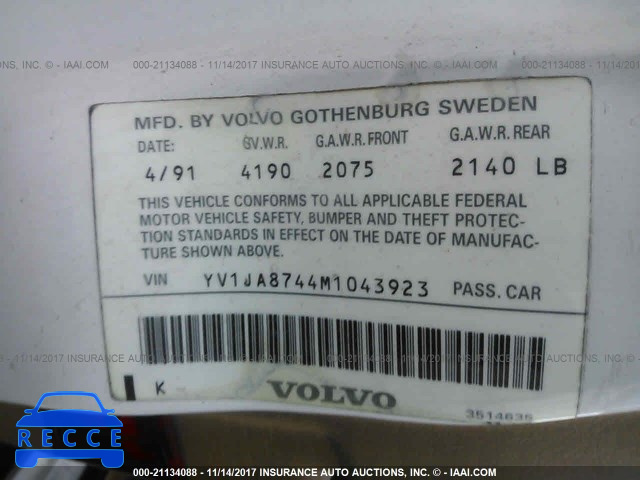 000-21134088 - 11/14/2017 INSURANCE AUTO AUCTIONS, INC. © - IAAI.COM
MFD. BY VOLVO GOTHENBURG SWEDEN
DATE: GV.W.R. G.A.W.R. FRONT G.A.W.R. REAR
4/91 4190 2075 2140 LB
THIS VEHICLE CONFORMS TO ALL APPLICABLE FEDERAL
MOTOR VEHICLE SAFETY, BUMPER AND THEFT PROTEC-
TION STANDARDS IN EFFECT ON THE DATE OF MANUFAC-
TURE SHOWN ABOVE.
VIN YV1JA8744M1043923 PASS. CAR
000-21134088 - 11/14/2017 INSURANCE AUTO AUCTIONS, INC. © - IAAI.COM
K VOLVO
3514636
RECCE
000-21134088 - 11/14/2017 INSURANCE AUTO AUCTIONS, INC. © - IAAI.COM